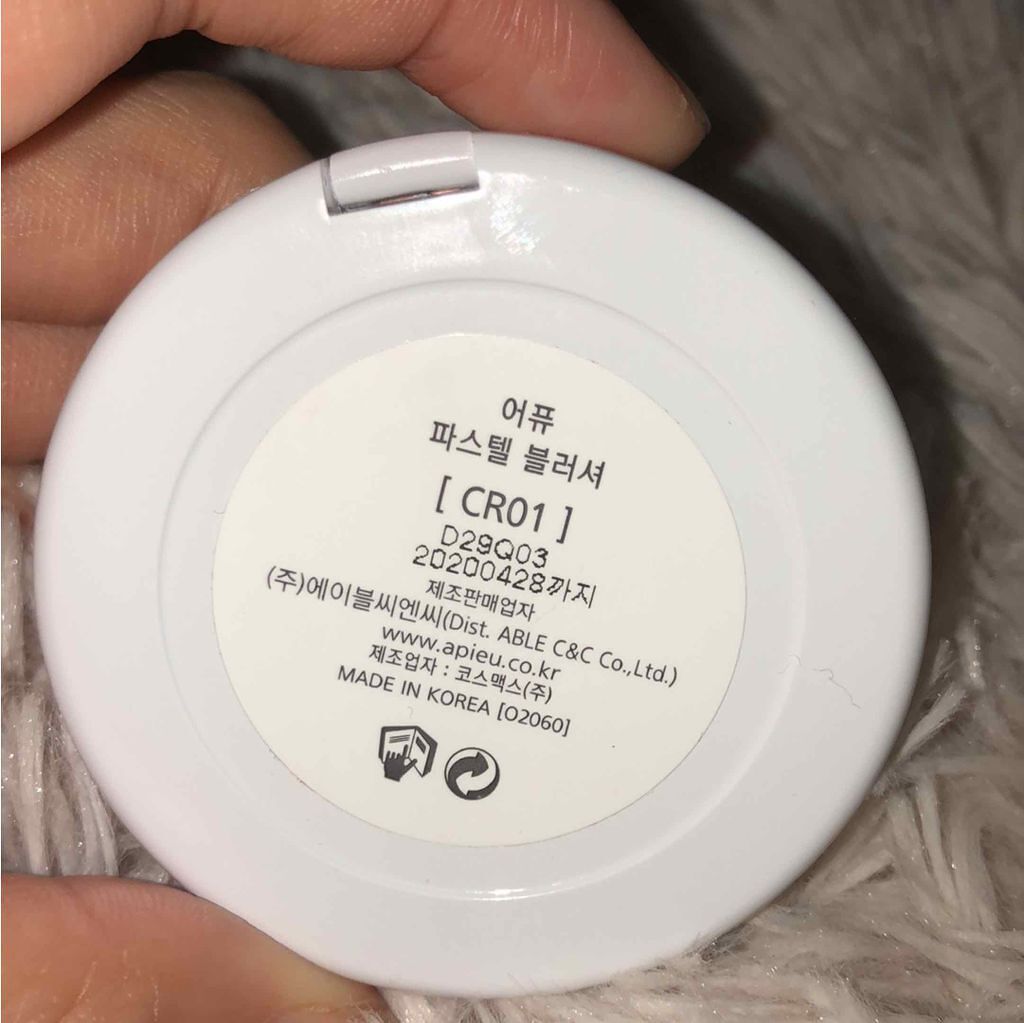 어퓨
파스텔 블러셔
[ CR01 ]
D29Q03
20200428까지
제조판매업자
(주)에이블씨엔씨(Dist. ABLE C&C Co.,Ltd.)
www.apieu.co.kr
제조업자 : 코스맥스(주)
MADE IN KOREA [O2060]